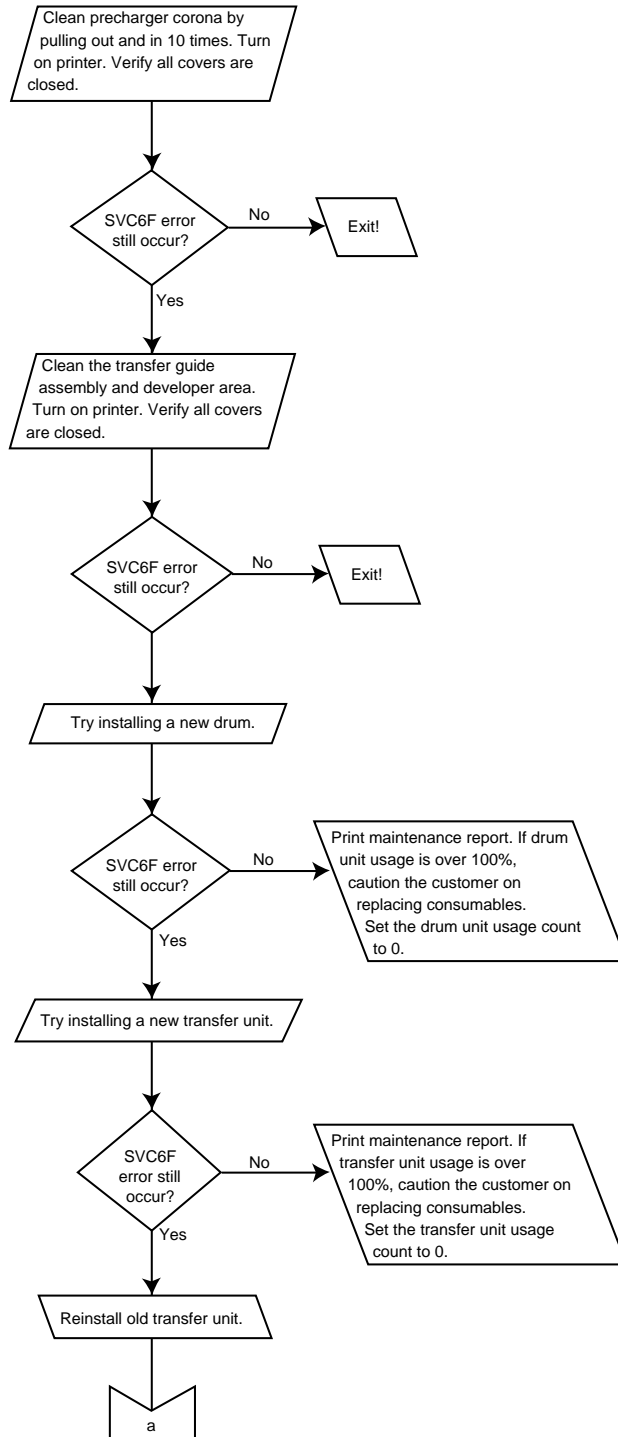 Clean precharger corona by
pulling out and in 10 times. Turn
on printer. Verify all covers are
closed.
SVC6F error
still occur?
No
Exit!
Yes
Clean the transfer guide
assembly and developer area.
Turn on printer. Verify all covers
are closed.
SVC6F error
still occur?
No
Exit!
Try installing a new drum.
SVC6F error
still occur?
No
Print maintenance report. If drum
unit usage is over 100%,
caution the customer on
replacing consumables.
Set the drum unit usage count
to 0.
Yes
Try installing a new transfer unit.
SVC6F
error still
occur?
No
Print maintenance report. If
transfer unit usage is over
100%, caution the customer on
replacing consumables.
Set the transfer unit usage
count to 0.
Yes
Reinstall old transfer unit.
a